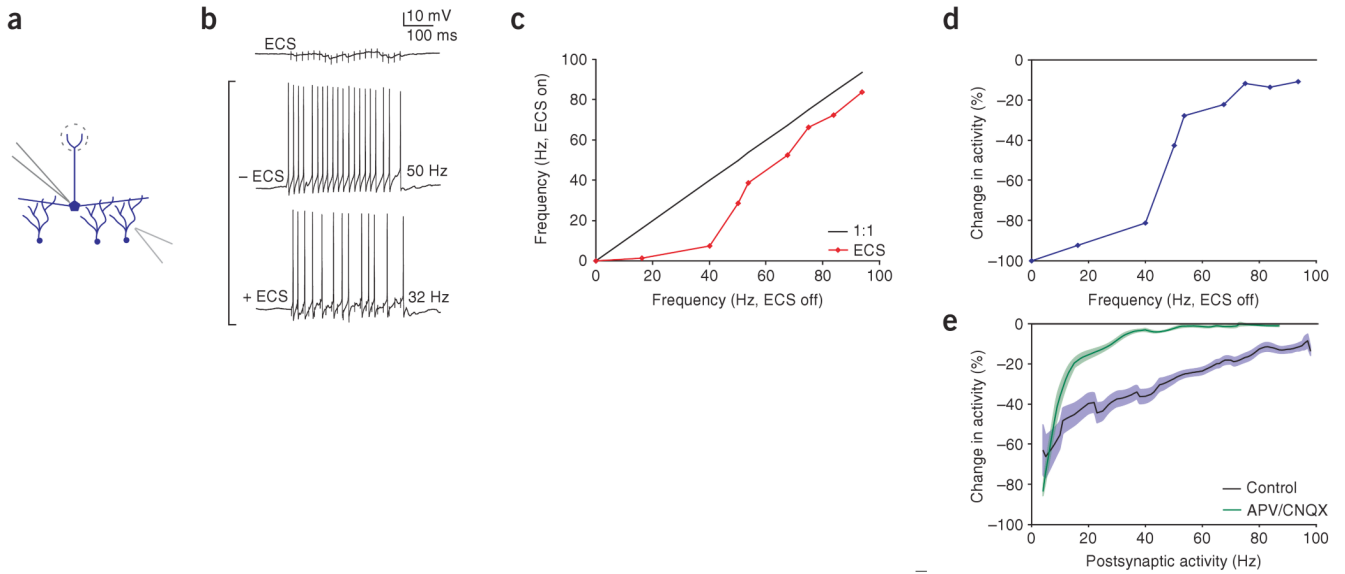 a
b
10 mV
100 ms
ECS
– ECS
50 Hz
+ ECS
32 Hz
c
Frequency (Hz, ECS on)
100
80
60
40
20
0
0 20 40 60 80 100
Frequency (Hz, ECS off)
1:1
ECS
d
Change in activity (%)
0
–20
–40
–60
–80
–100
0 20 40 60 80 100
Frequency (Hz, ECS off)
e
Change in activity (%)
0
–20
–40
–60
–80
–100
0 20 40 60 80 100
Postsynaptic activity (Hz)
Control
APV/CNQX